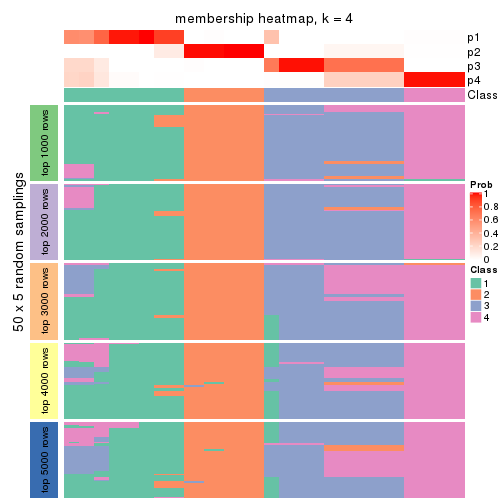 membership heatmap, k = 4
p1
p2
p3
p4
Class
50 x 5 random samplings
top 1000 rows
top 2000 rows
top 3000 rows
top 4000 rows
top 5000 rows
Prob
1
0.8
0.6
0.4
0.2
0
Class
1
2
3
4